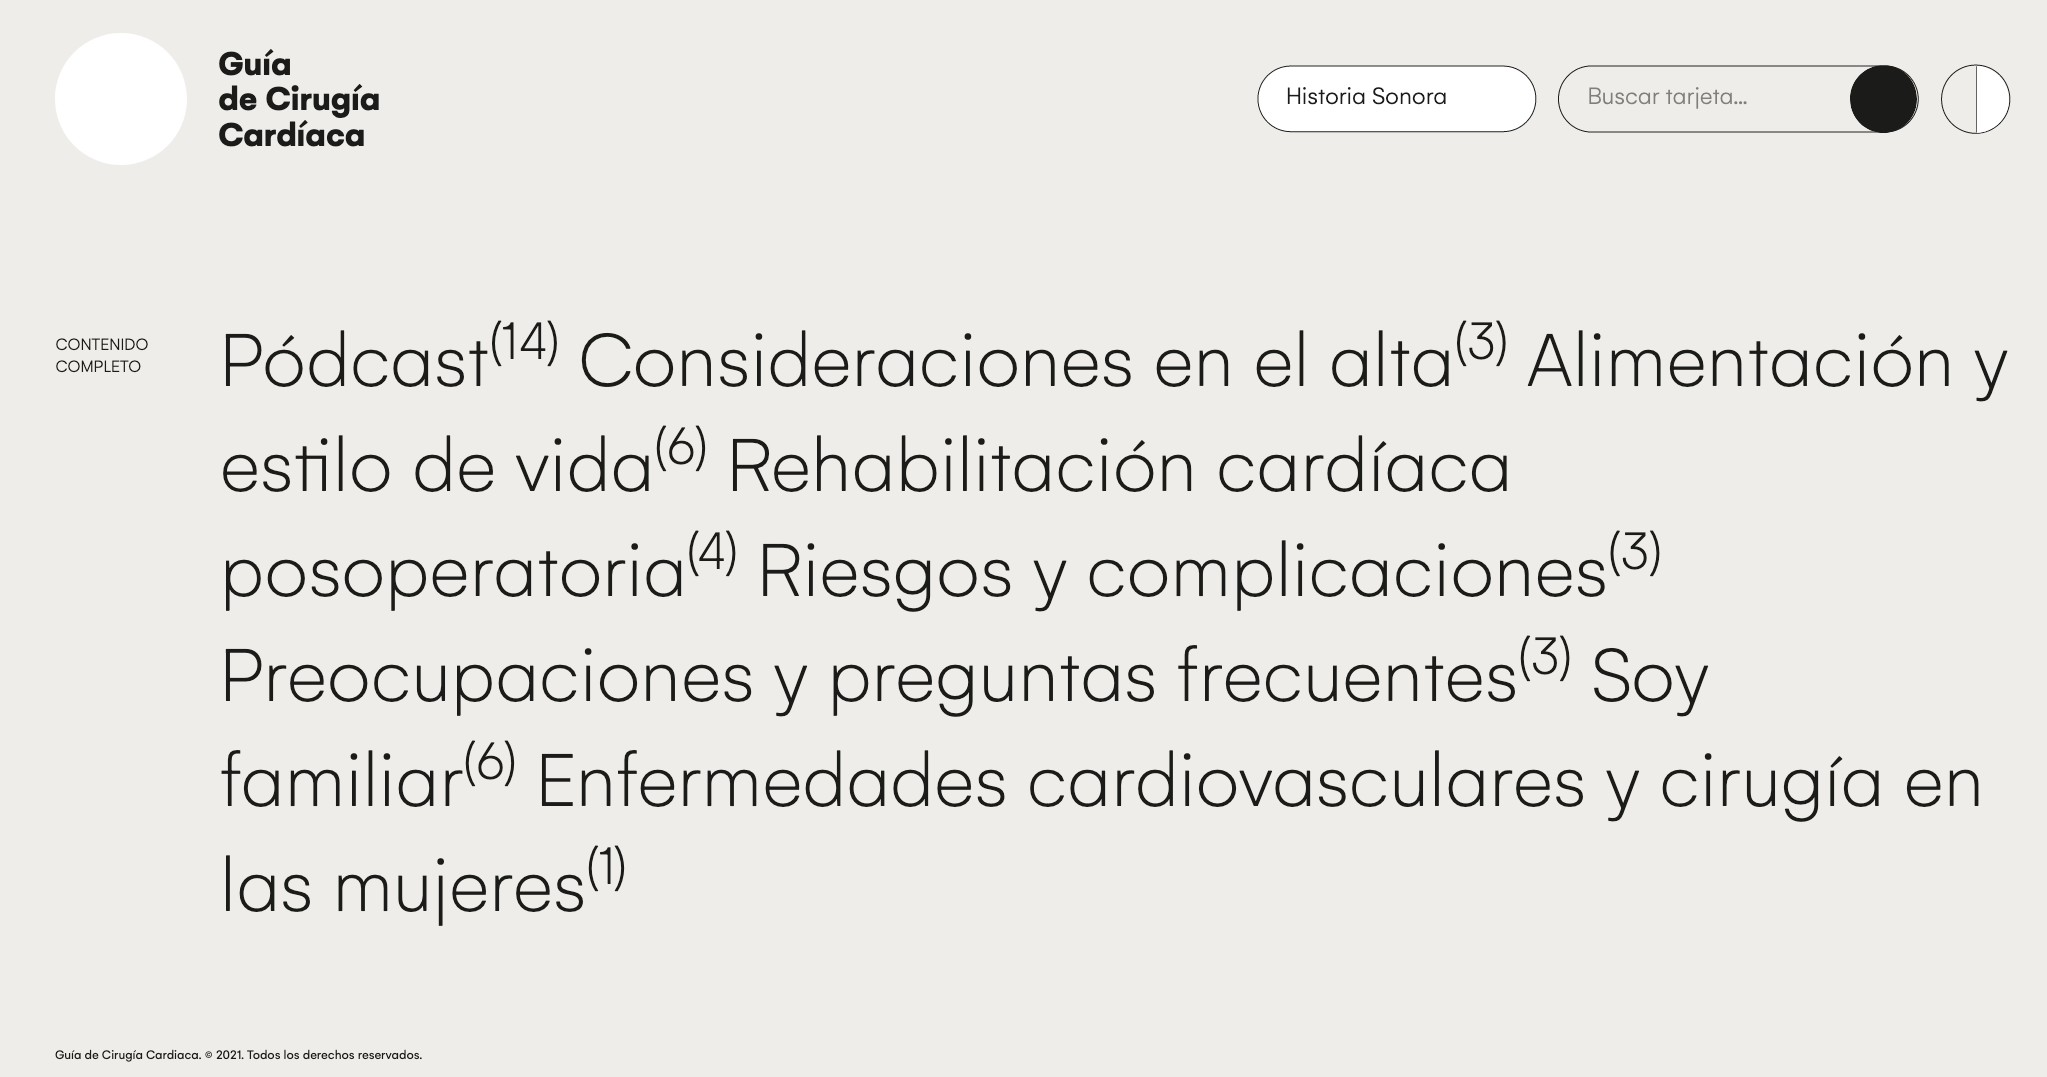 Guía
de Cirugía
Cardíaca
Historia Sonora
Buscar tarjeta...
CONTENIDO
COMPLETO
Pódcast(14) Consideraciones en el alta(3) Alimentación y
estilo de vida(6) Rehabilitación cardíaca
posoperatoria(4) Riesgos y complicaciones(3)
Preocupaciones y preguntas frecuentes(3) Soy
familiar(6) Enfermedades cardiovasculares y cirugía en
las mujeres(1)
Guía de Cirugía Cardiaca. © 2021. Todos los derechos reservados.